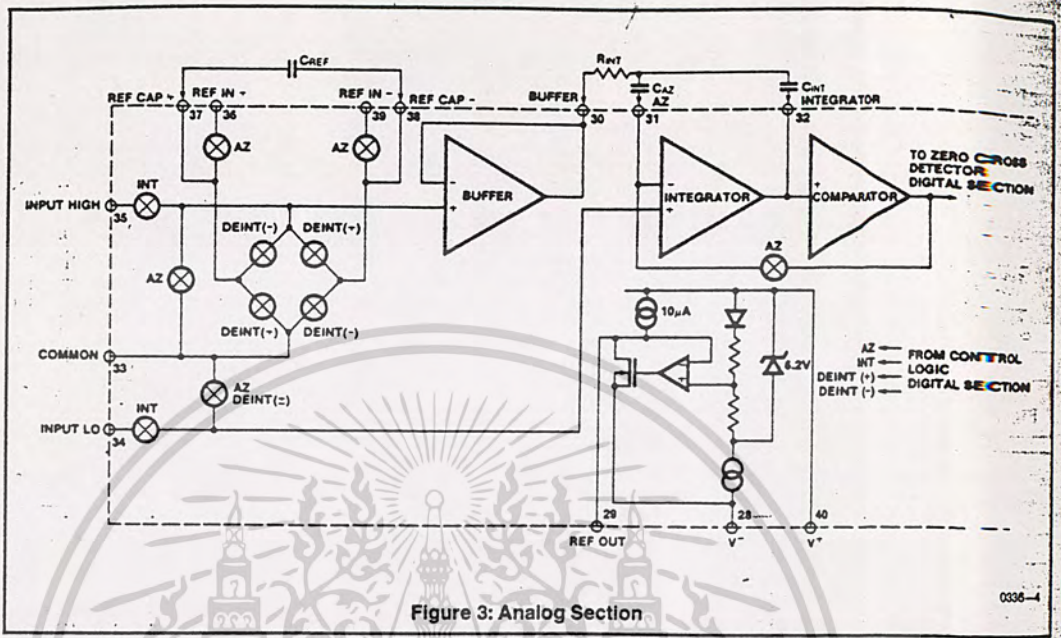 CREF
RINT
REF CAP +
REF IN +
REF IN -
REF CAP -
BUFFER
CAZ
AZ
CINT
INTEGRATOR
37
36
39
38
30
31
32
AZ
AZ
TO ZERO CROSS
DETECTOR
DIGITAL SECTION
INT
INPUT HIGH
35
-
+
BUFFER
-
+
INTEGRATOR
+
COMPARATOR
DEINT(-)
DEINT(+)
AZ
AZ
DEINT(+)
DEINT(-)
10µA
6.2V
COMMON
33
AZ
DEINT(±)
AZ
INT
DEINT (+)
DEINT (-)
FROM CONTROL
LOGIC
DIGITAL SECTION
INT
INPUT LO
34
29
REF OUT
28
V-
40
V+
Figure 3: Analog Section
0336-4